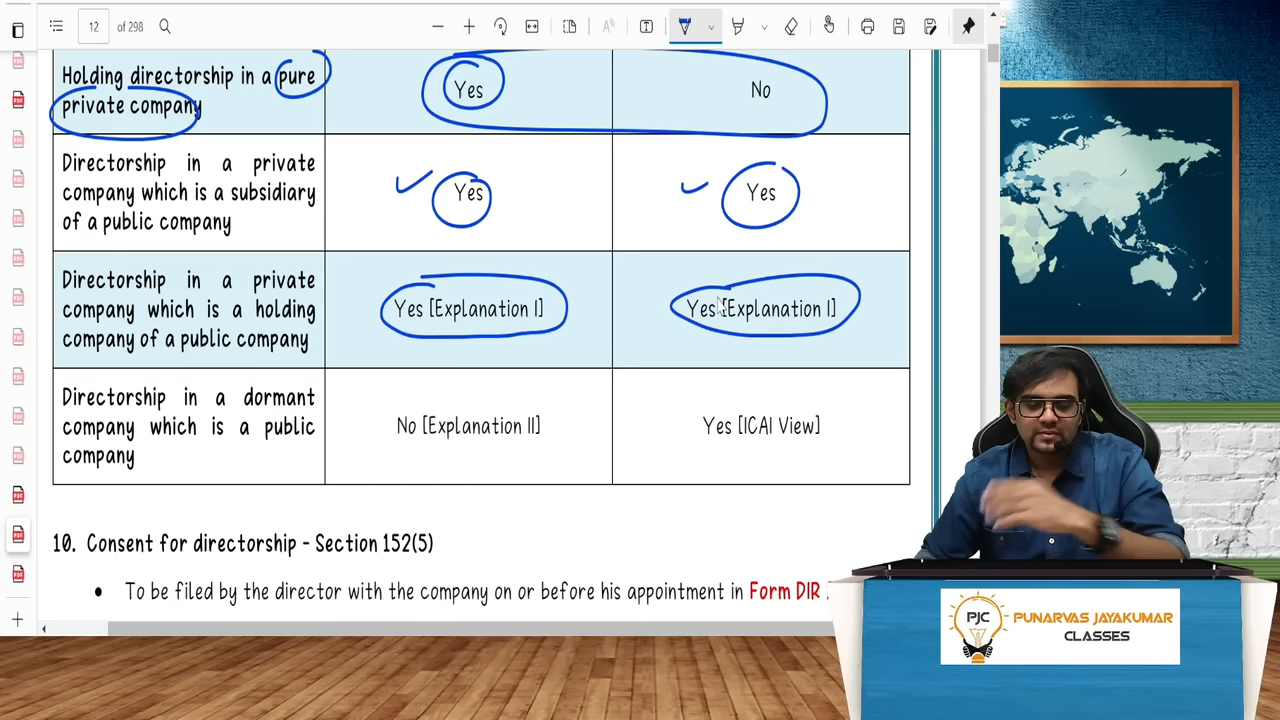 12 of 298
Holding directorship in a pure
private company
Yes
No
Directorship in a private
company which is a subsidiary
of a public company
Yes
Yes
Directorship in a private
company which is a holding
company of a public company
Yes [Explanation I]
Yes [Explanation I]
Directorship in a dormant
company which is a public
company
No [Explanation II]
Yes [ICAI View]
10. Consent for directorship - Section 152(5)
• To be filed by the director with the company on or before his appointment in Form DIR
PJC
PUNARVAS JAYAKUMAR
CLASSES